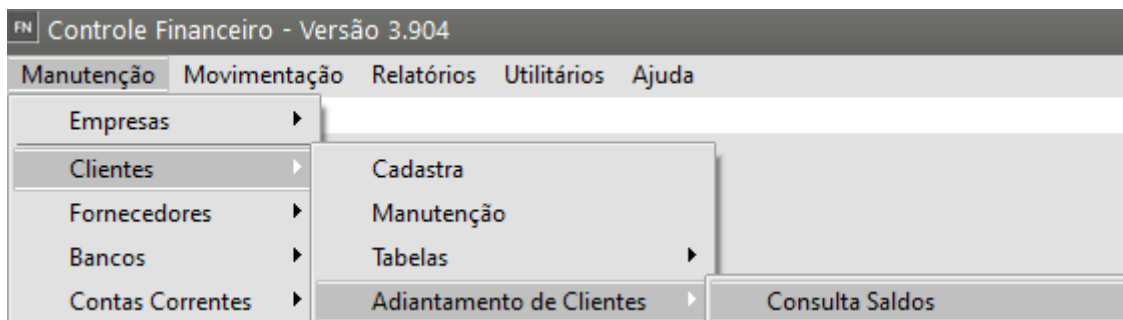 FN Controle Financeiro - Versão 3.904
Manutenção Movimentação Relatórios Utilitários Ajuda
Empresas
Clientes Cadastra
Fornecedores Manutenção
Bancos Tabelas
Contas Correntes Adiantamento de Clientes Consulta Saldos